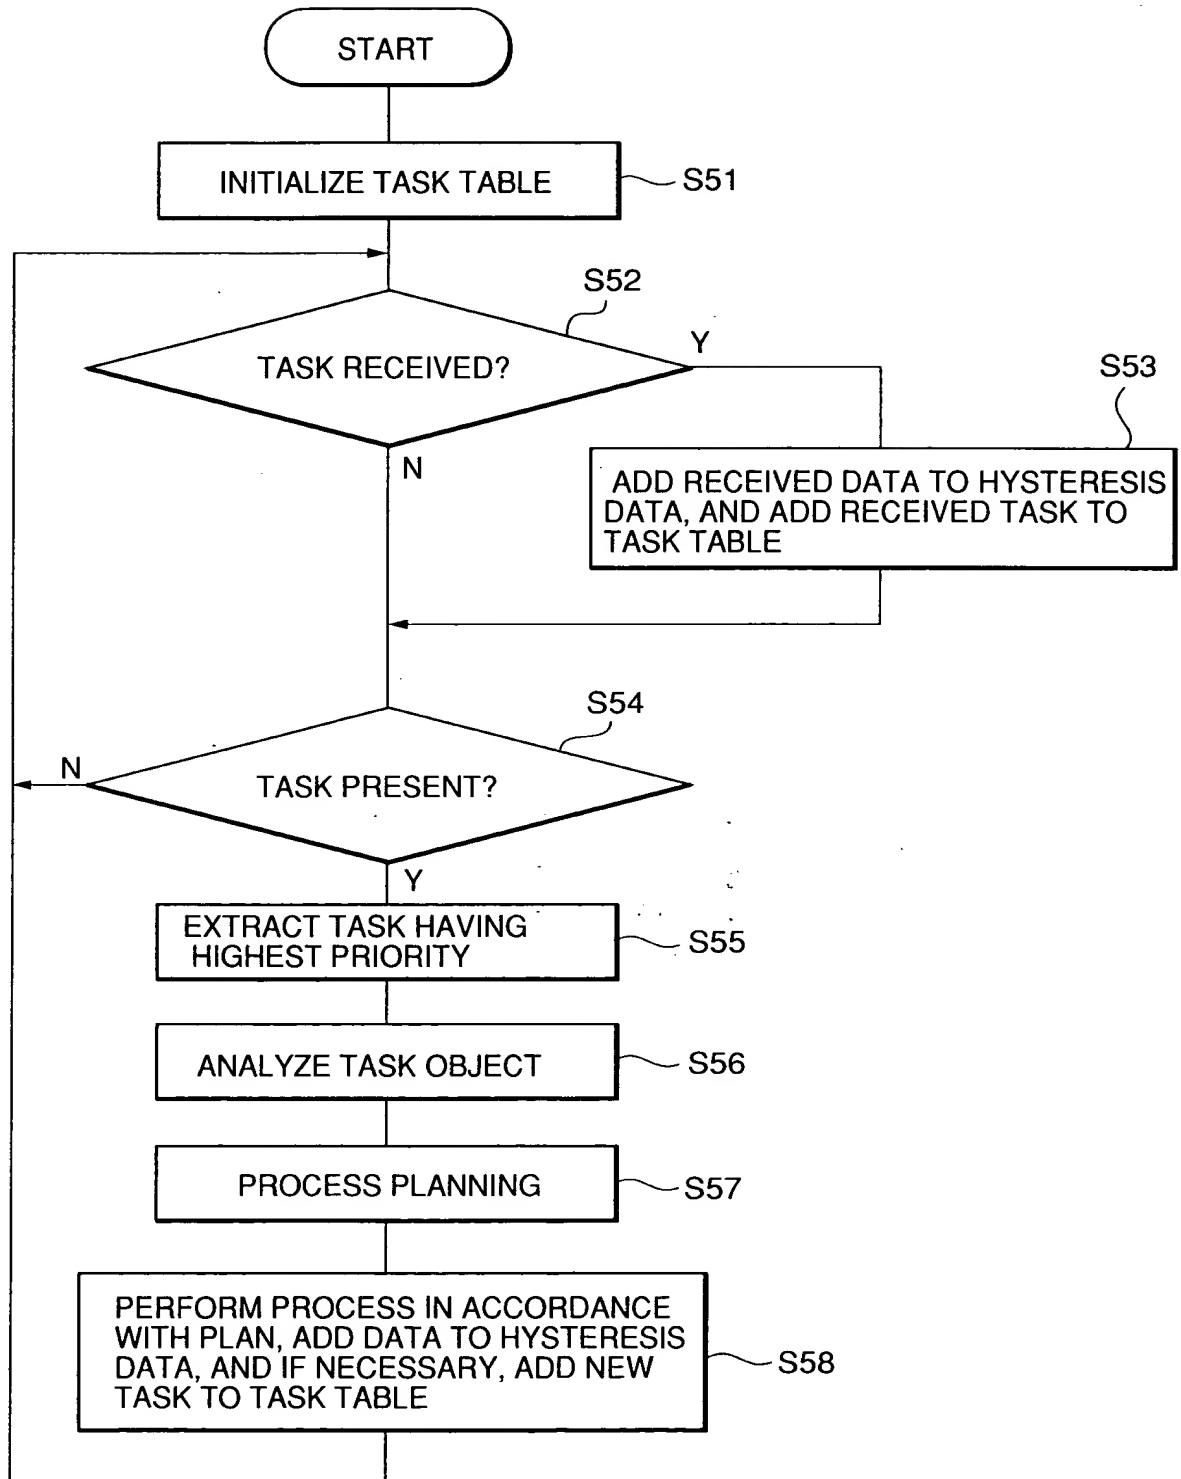 START
INITIALIZE TASK TABLE
S51
S52
TASK RECEIVED?
Y
N
S53
ADD RECEIVED DATA TO HYSTERESIS
DATA, AND ADD RECEIVED TASK TO
TASK TABLE
S54
TASK PRESENT?
N
Y
EXTRACT TASK HAVING
HIGHEST PRIORITY
S55
ANALYZE TASK OBJECT
S56
PROCESS PLANNING
S57
PERFORM PROCESS IN ACCORDANCE
WITH PLAN, ADD DATA TO HYSTERESIS
DATA, AND IF NECESSARY, ADD NEW
TASK TO TASK TABLE
S58